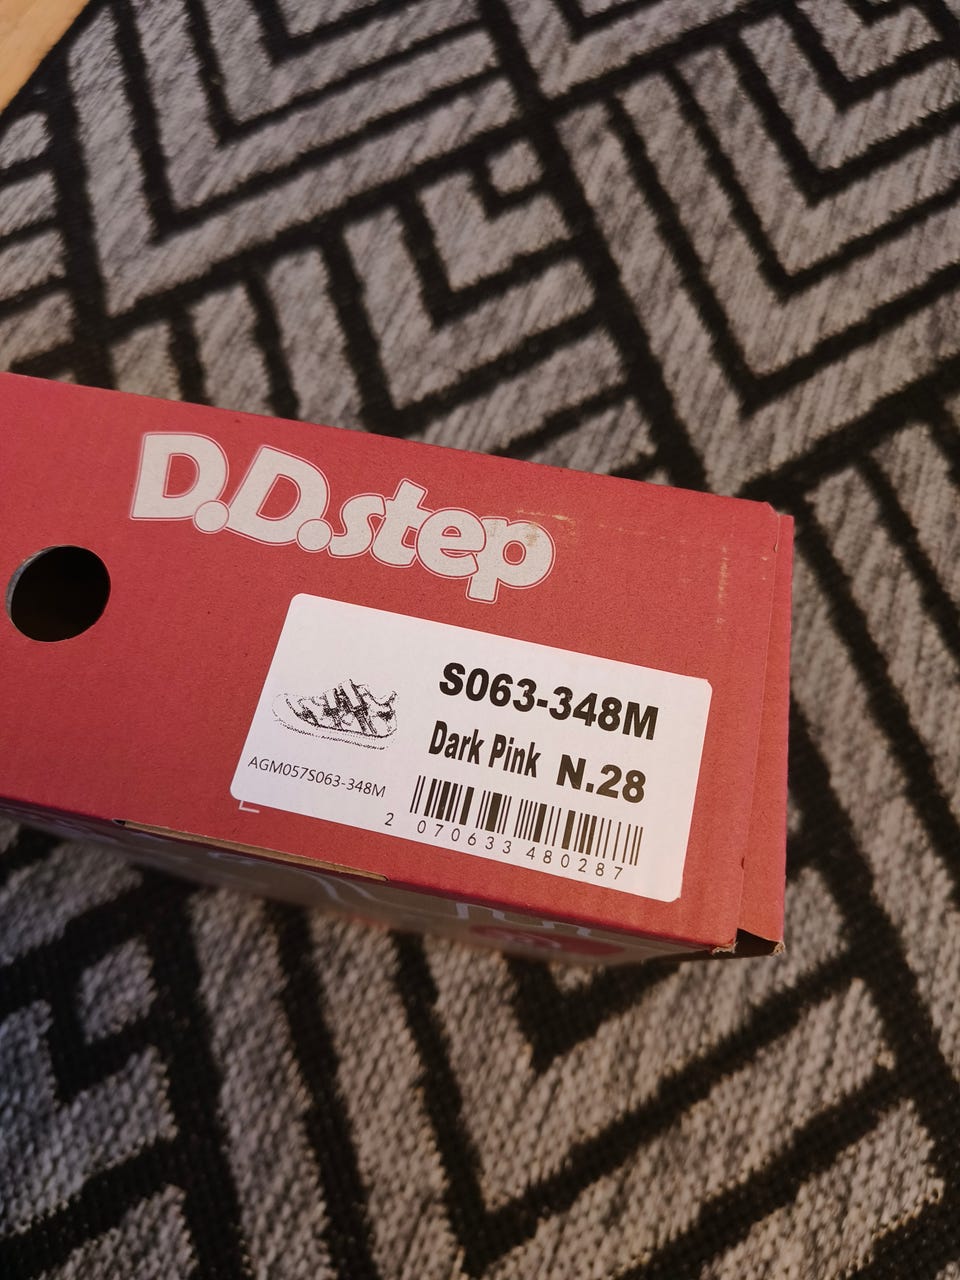 D.D.step
S063-348M
Dark Pink N.28
AGM057S063-348M
2 070633 480287